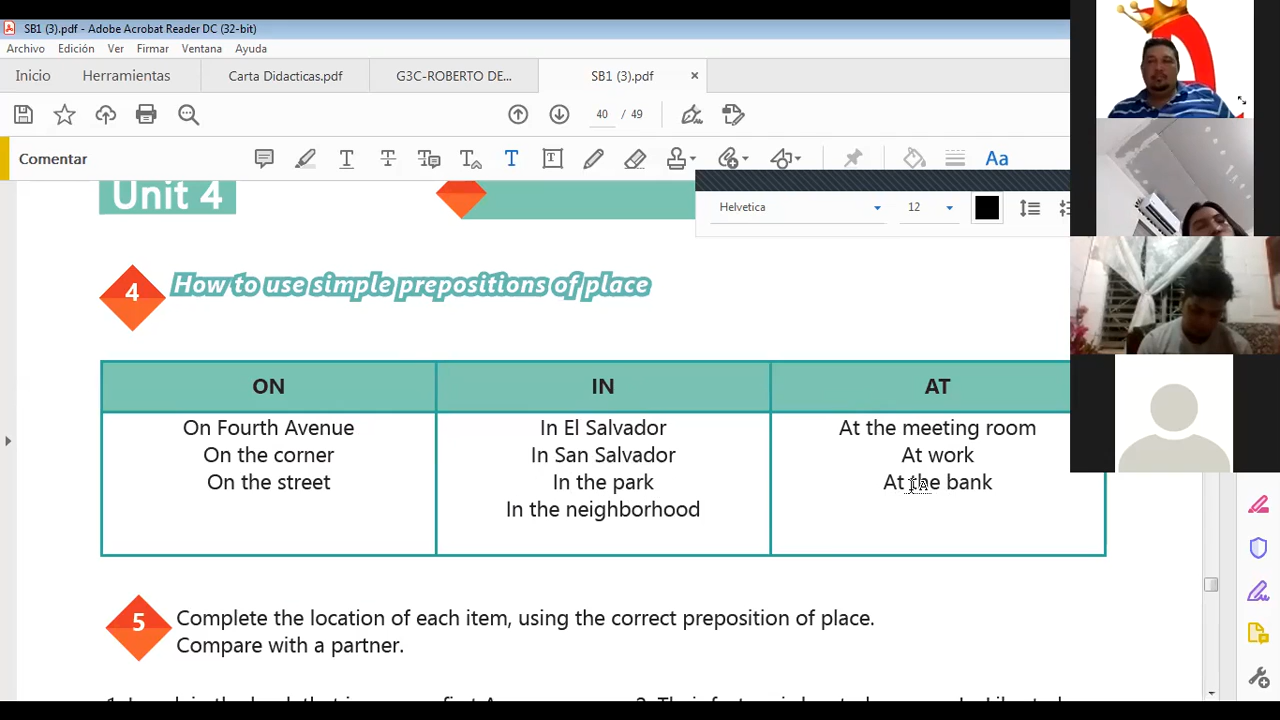 SB1 (3).pdf - Adobe Acrobat Reader DC (32-bit)
Archivo Edición Ver Firmar Ventana Ayuda
Inicio Herramientas Carta Didacticas.pdf G3C-ROBERTO DE... SB1 (3).pdf ×
40 / 49
Comentar
Aa
Helvetica 12
Unit 4
4 How to use simple prepositions of place
ON IN AT
On Fourth Avenue In El Salvador At the meeting room
On the corner In San Salvador At work
On the street In the park At the bank
In the neighborhood
5 Complete the location of each item, using the correct preposition of place.
Compare with a partner.